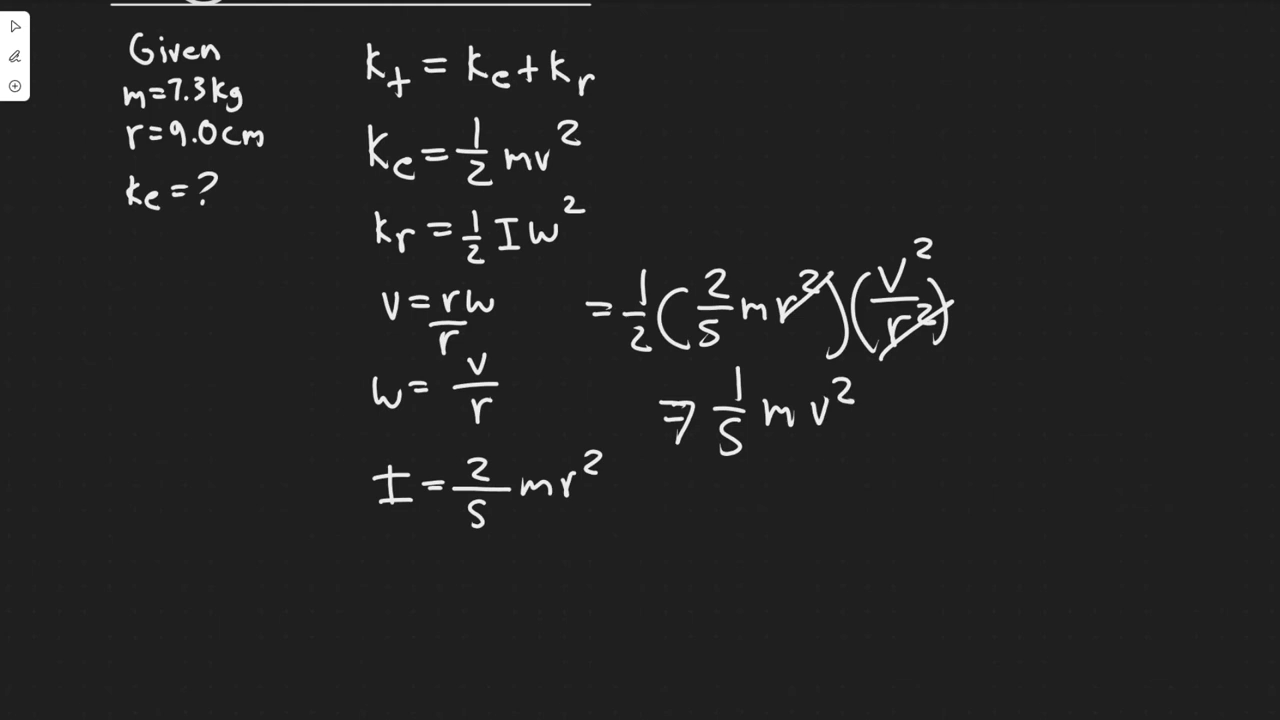 Given
m=7.3kg
r=9.0cm
ke=?
Kt = Ke+Kr
Ke = 1/2 mv²
Kr = 1/2 Iw²
v = rw/r
w = v/r
I = 2/5 mr²
= 1/2 (2/5 mr²)(v²/r²)
⇒ 1/5 mv²